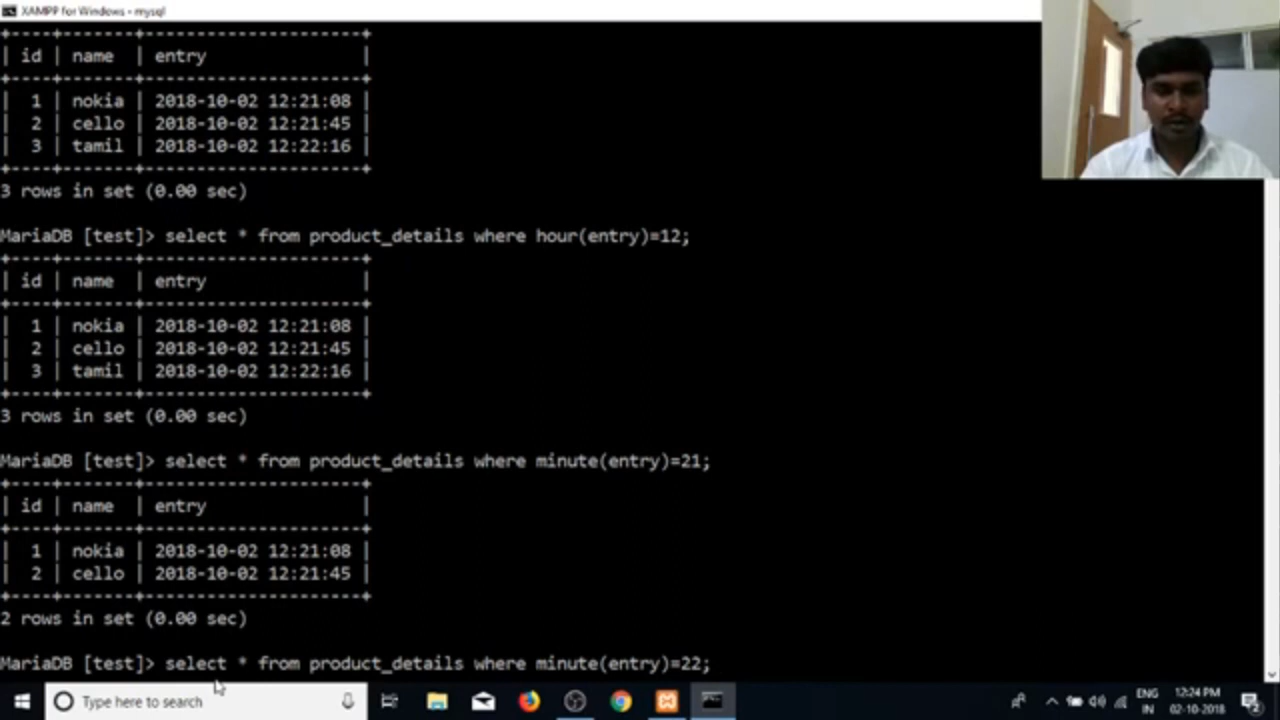 XAMPP for Windows - mysql
+----+-------+---------------------+
| id | name  | entry               |
+----+-------+---------------------+
|  1 | nokia | 2018-10-02 12:21:08 |
|  2 | cello | 2018-10-02 12:21:45 |
|  3 | tamil | 2018-10-02 12:22:16 |
+----+-------+---------------------+
3 rows in set (0.00 sec)
MariaDB [test]> select * from product_details where hour(entry)=12;
+----+-------+---------------------+
| id | name  | entry               |
+----+-------+---------------------+
|  1 | nokia | 2018-10-02 12:21:08 |
|  2 | cello | 2018-10-02 12:21:45 |
|  3 | tamil | 2018-10-02 12:22:16 |
+----+-------+---------------------+
3 rows in set (0.00 sec)
MariaDB [test]> select * from product_details where minute(entry)=21;
+----+-------+---------------------+
| id | name  | entry               |
+----+-------+---------------------+
|  1 | nokia | 2018-10-02 12:21:08 |
|  2 | cello | 2018-10-02 12:21:45 |
+----+-------+---------------------+
2 rows in set (0.00 sec)
MariaDB [test]> select * from product_details where minute(entry)=22;
Type here to search
ENG
IN
12:24 PM
02-10-2018
2